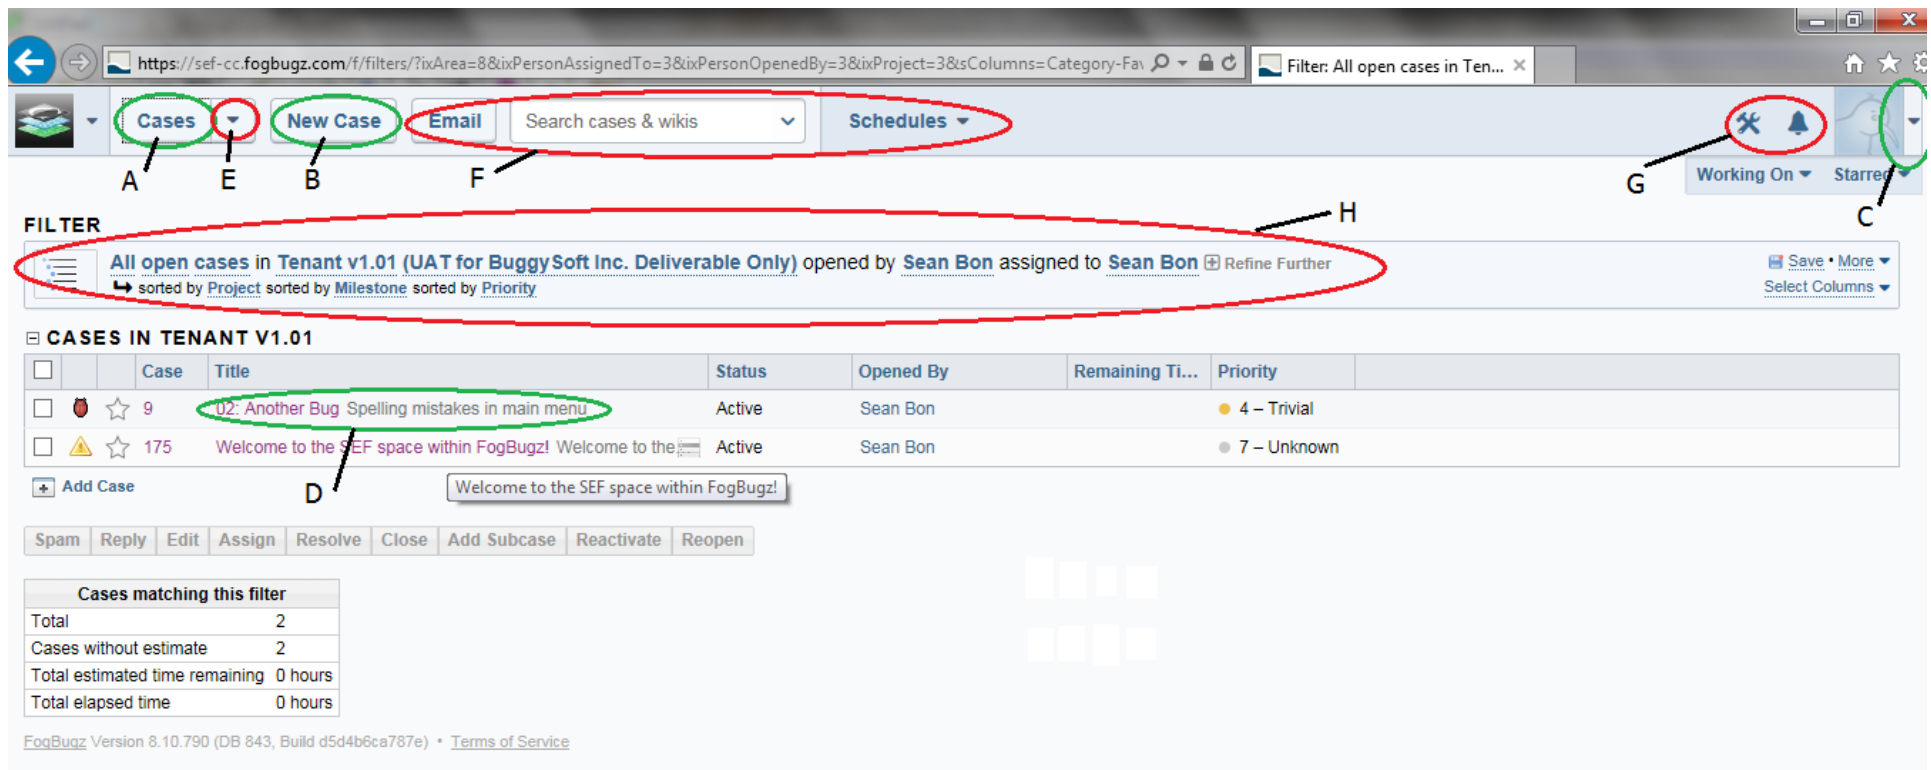 https://sef-cc.fogbugz.com/f/filters/?ixArea=8&ixPersonAssignedTo=3&ixPersonOpenedBy=3&ixProject=3&sColumns=Category-Fav
Filter: All open cases in Ten...
Cases
New Case
Email
Search cases & wikis
Schedules
A
E
B
F
G
Working On
Starred
C
H
FILTER
All open cases in Tenant v1.01 (UAT for BuggySoft Inc. Deliverable Only) opened by Sean Bon assigned to Sean Bon Refine Further
Save • More
sorted by Project sorted by Milestone sorted by Priority
Select Columns
CASES IN TENANT V1.01
Case Title Status Opened By Remaining Ti... Priority
9 02: Another Bug Spelling mistakes in main menu Active Sean Bon 4 – Trivial
175 Welcome to the SEF space within FogBugz! Welcome to the Active Sean Bon 7 – Unknown
Add Case
D
Welcome to the SEF space within FogBugz!
Spam Reply Edit Assign Resolve Close Add Subcase Reactivate Reopen
Cases matching this filter
Total 2
Cases without estimate 2
Total estimated time remaining 0 hours
Total elapsed time 0 hours
FogBugz Version 8.10.790 (DB 843, Build d5d4b6ca787e) • Terms of Service